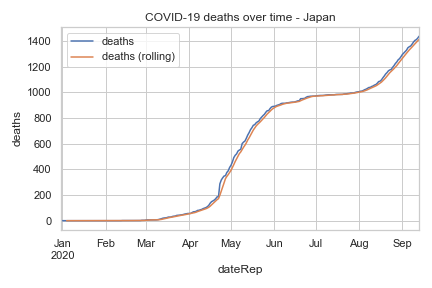 COVID-19 deaths over time - Japan
deaths
deaths (rolling)
1400
1200
1000
800
600
400
200
0
deaths
Jan Feb Mar Apr May Jun Jul Aug Sep
2020
dateRep